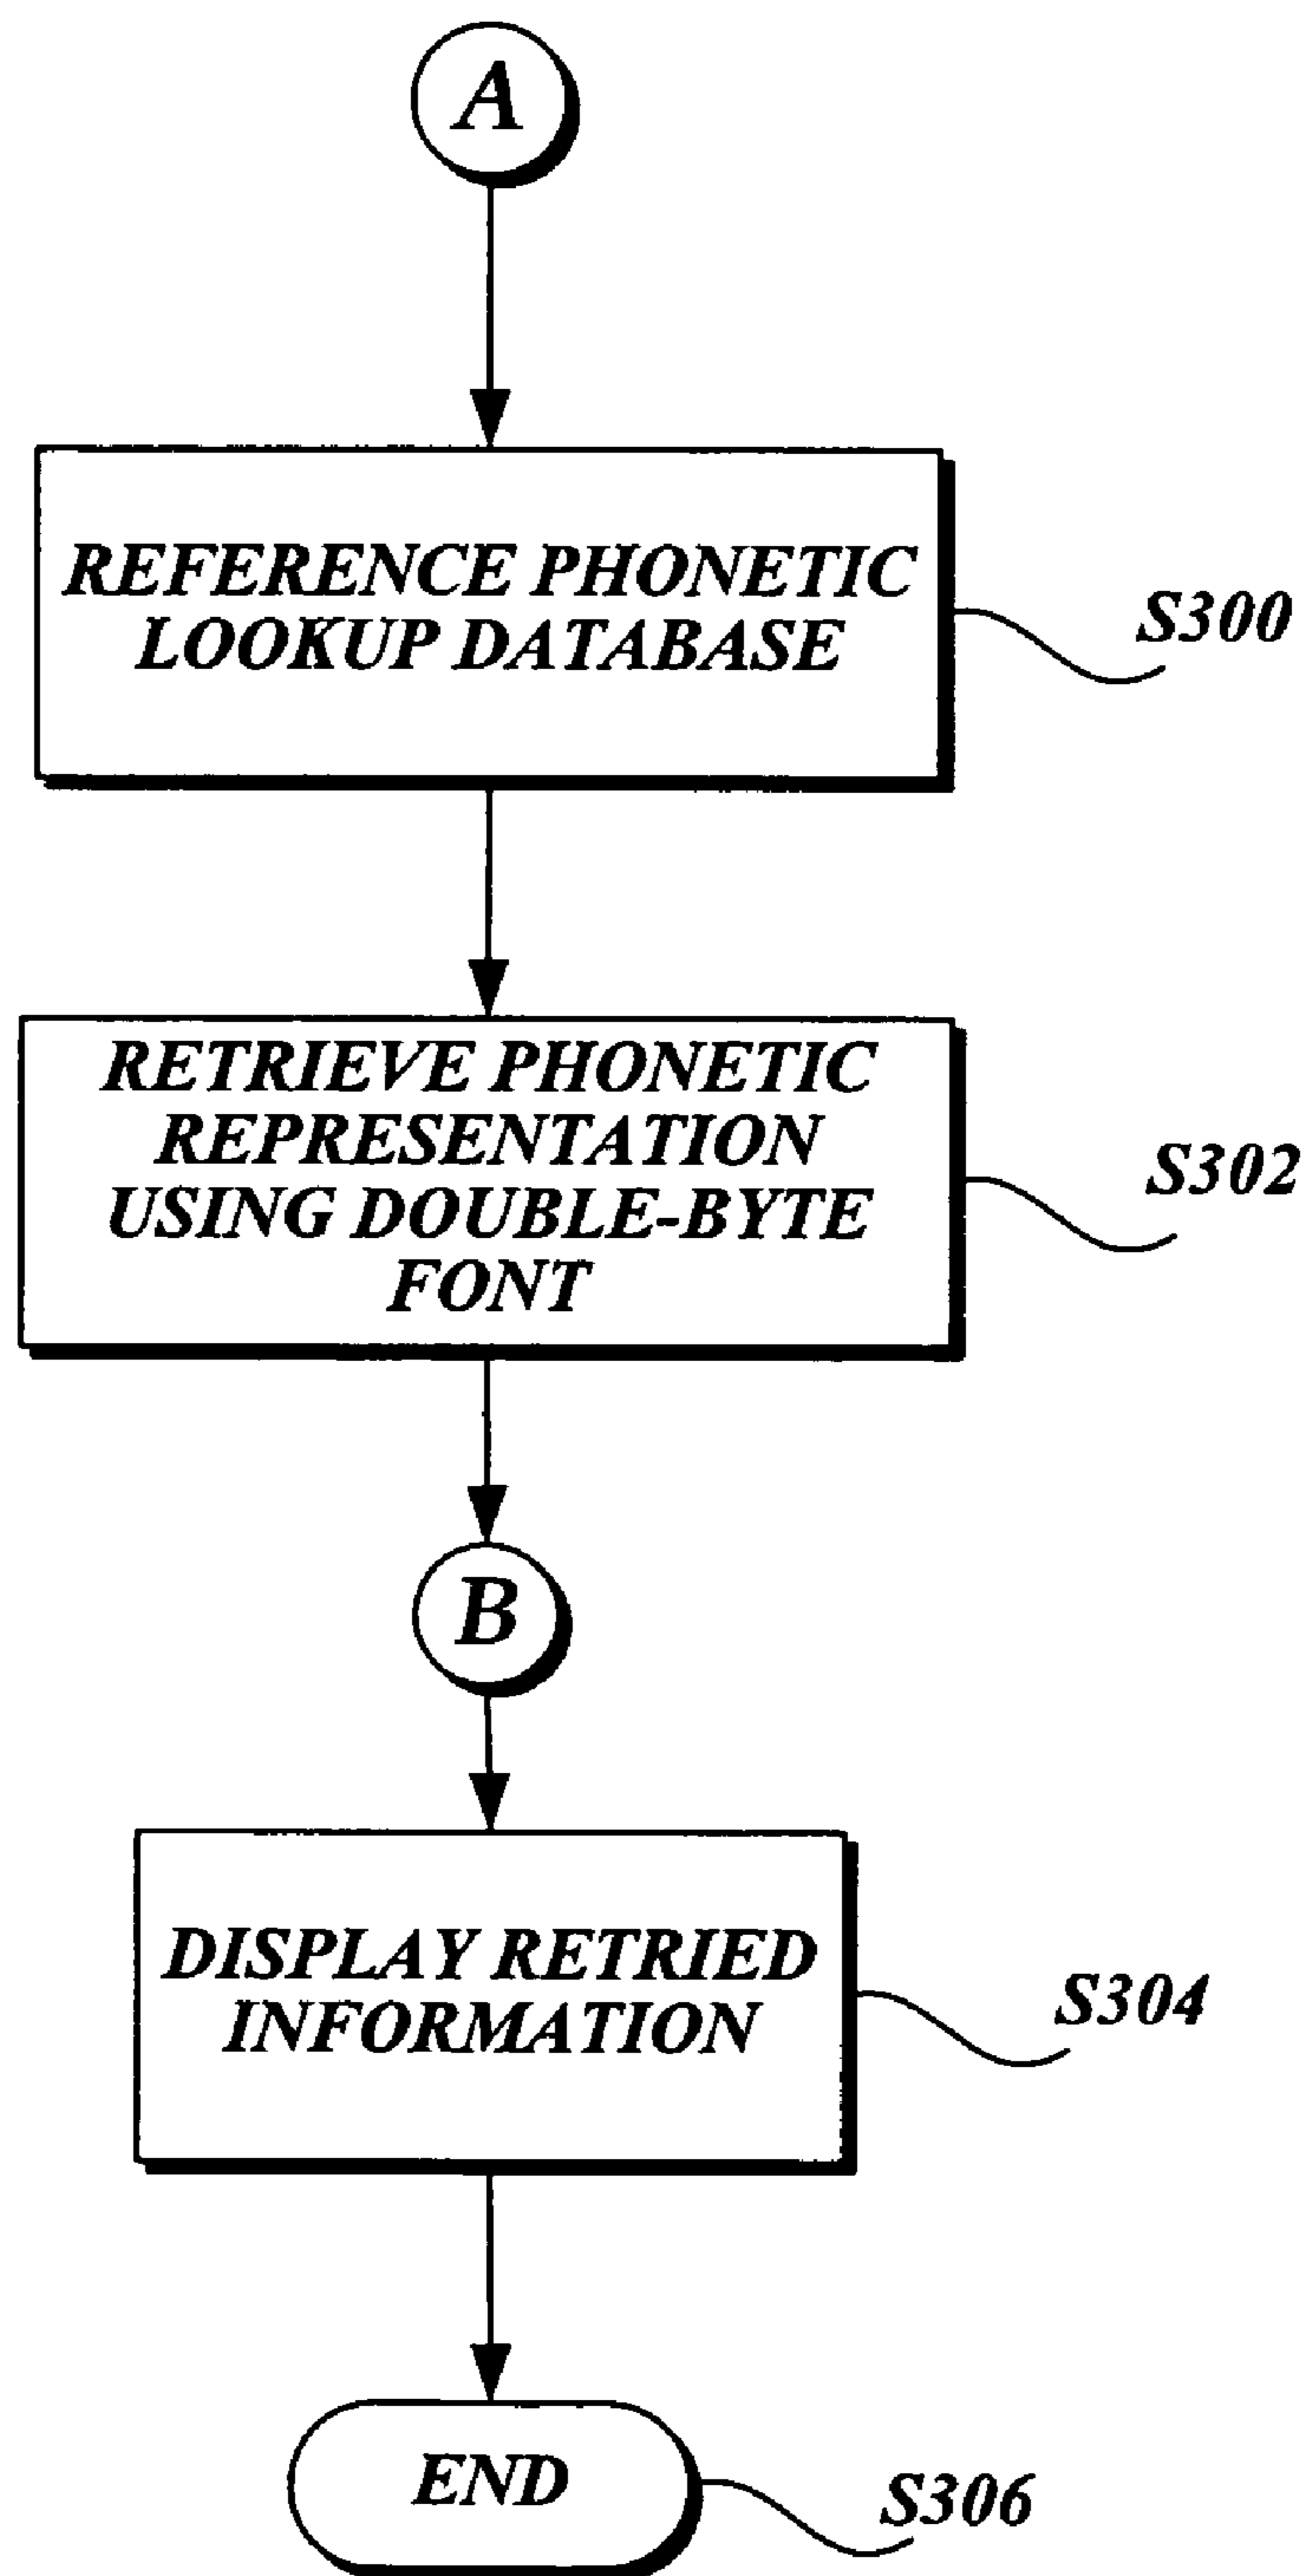 A
REFERENCE PHONETIC
LOOKUP DATABASE
S300
RETRIEVE PHONETIC
REPRESENTATION
USING DOUBLE-BYTE
FONT
S302
B
DISPLAY RETRIED
INFORMATION
S304
END
S306